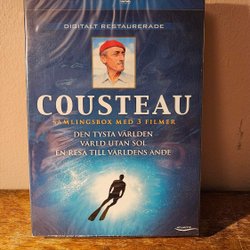 DIGITALT RESTAURERADE
COUSTEAU
SAMLINGSBOX MED 3 FILMER
DEN TYSTA VÄRLDEN
VÄRLD UTAN SOL
EN RESA TILL VÄRLDENS ÄNDE